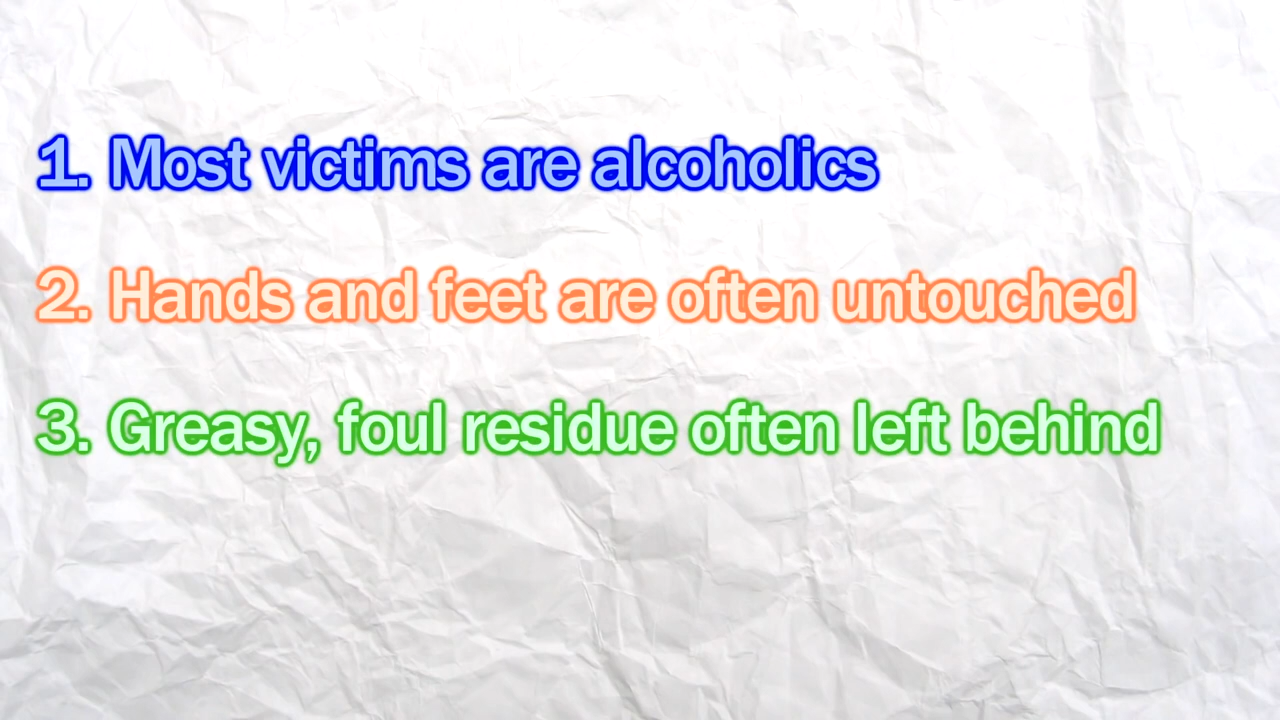 1. Most victims are alcoholics
2. Hands and feet are often untouched
3. Greasy, foul residue often left behind